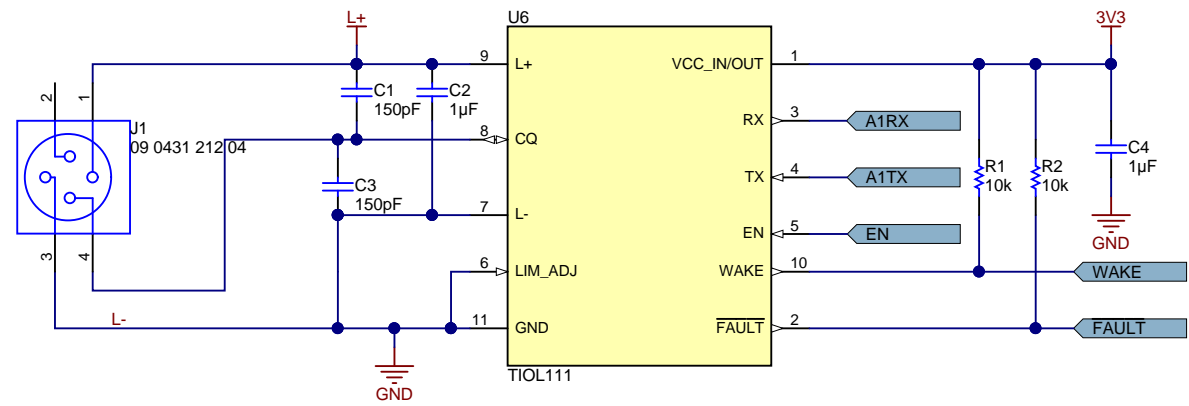 L+
U6
3V3
9
L+
VCC_IN/OUT
1
2
1
C1
150pF
C2
1µF
J1
09 0431 212 04
8
CQ
RX
3
A1RX
C3
150pF
TX
4
A1TX
R1
10k
R2
10k
C4
1µF
7
L-
EN
5
EN
GND
3
4
6
LIM_ADJ
WAKE
10
WAKE
L-
11
GND
FAULT
2
FAULT
GND
TIOL111